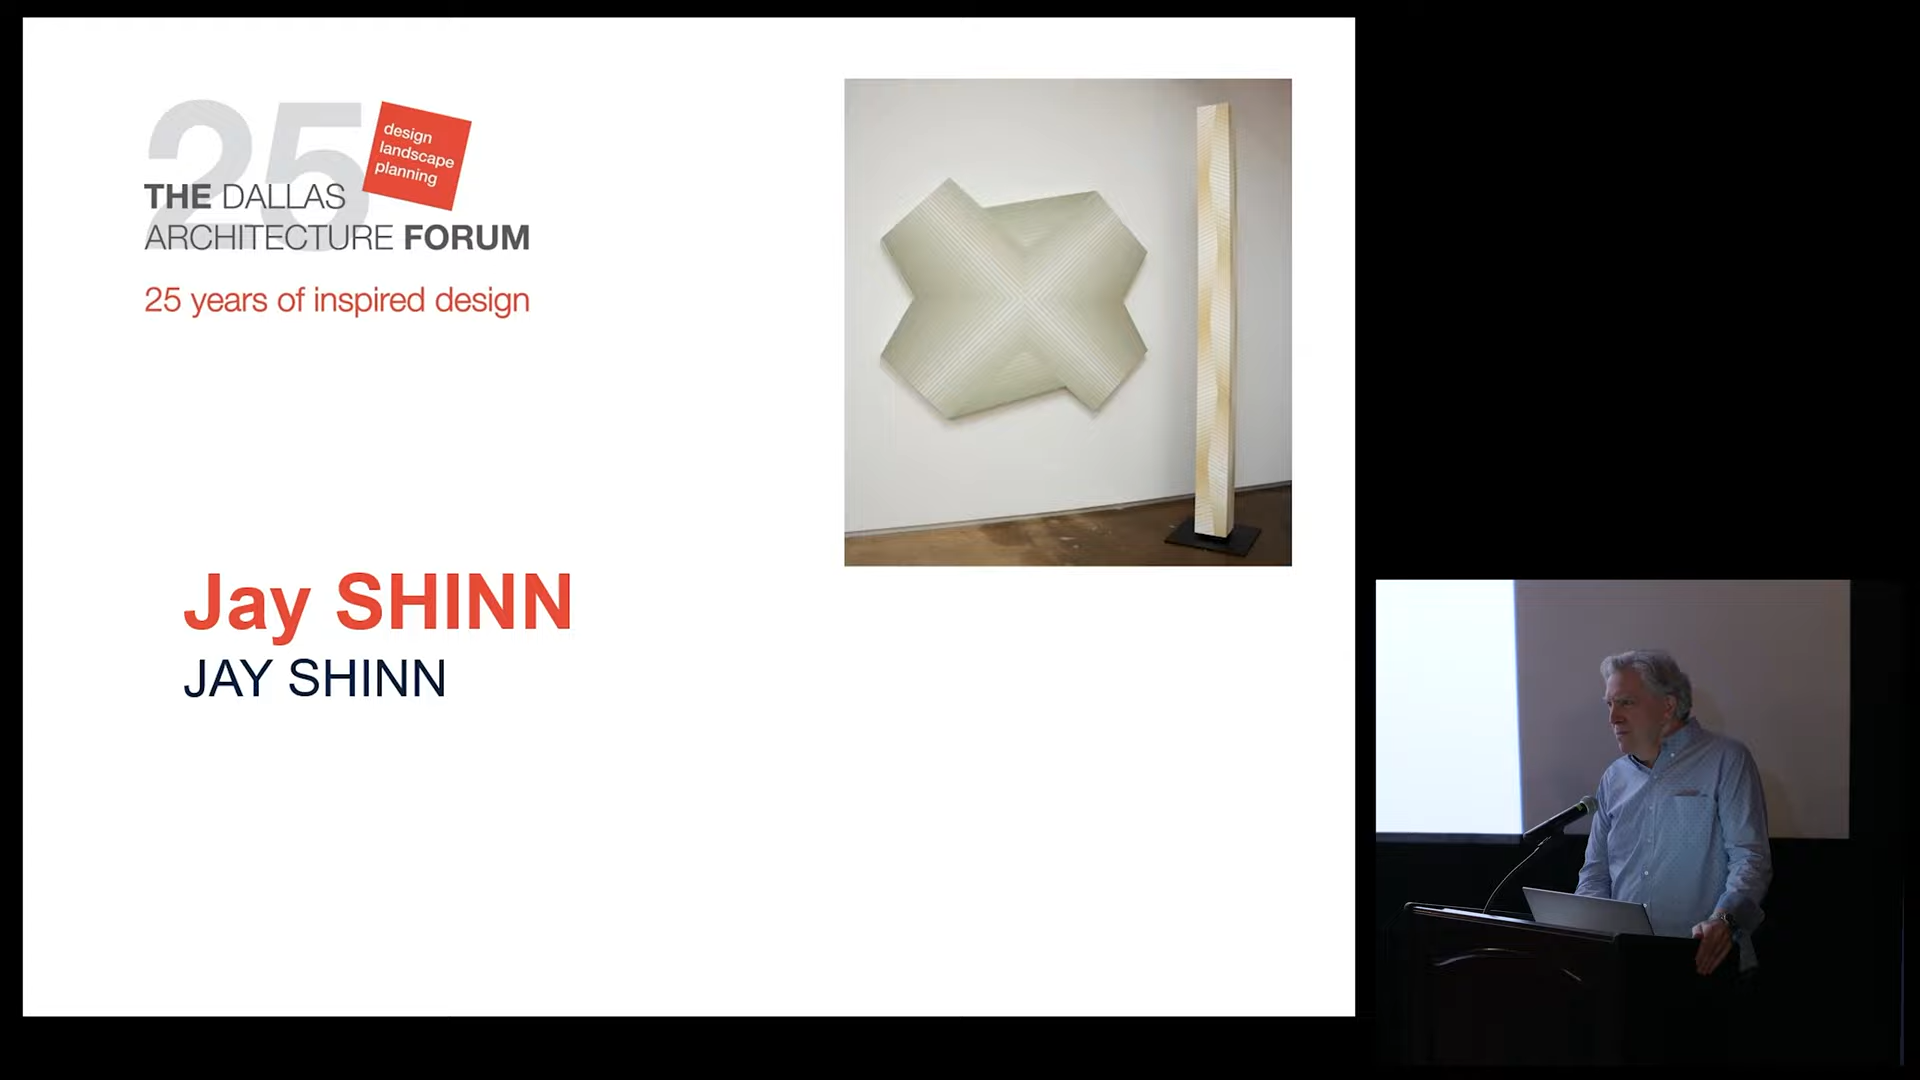 25
design
landscape
planning
THE DALLAS
ARCHITECTURE FORUM
25 years of inspired design
Jay SHINN
JAY SHINN